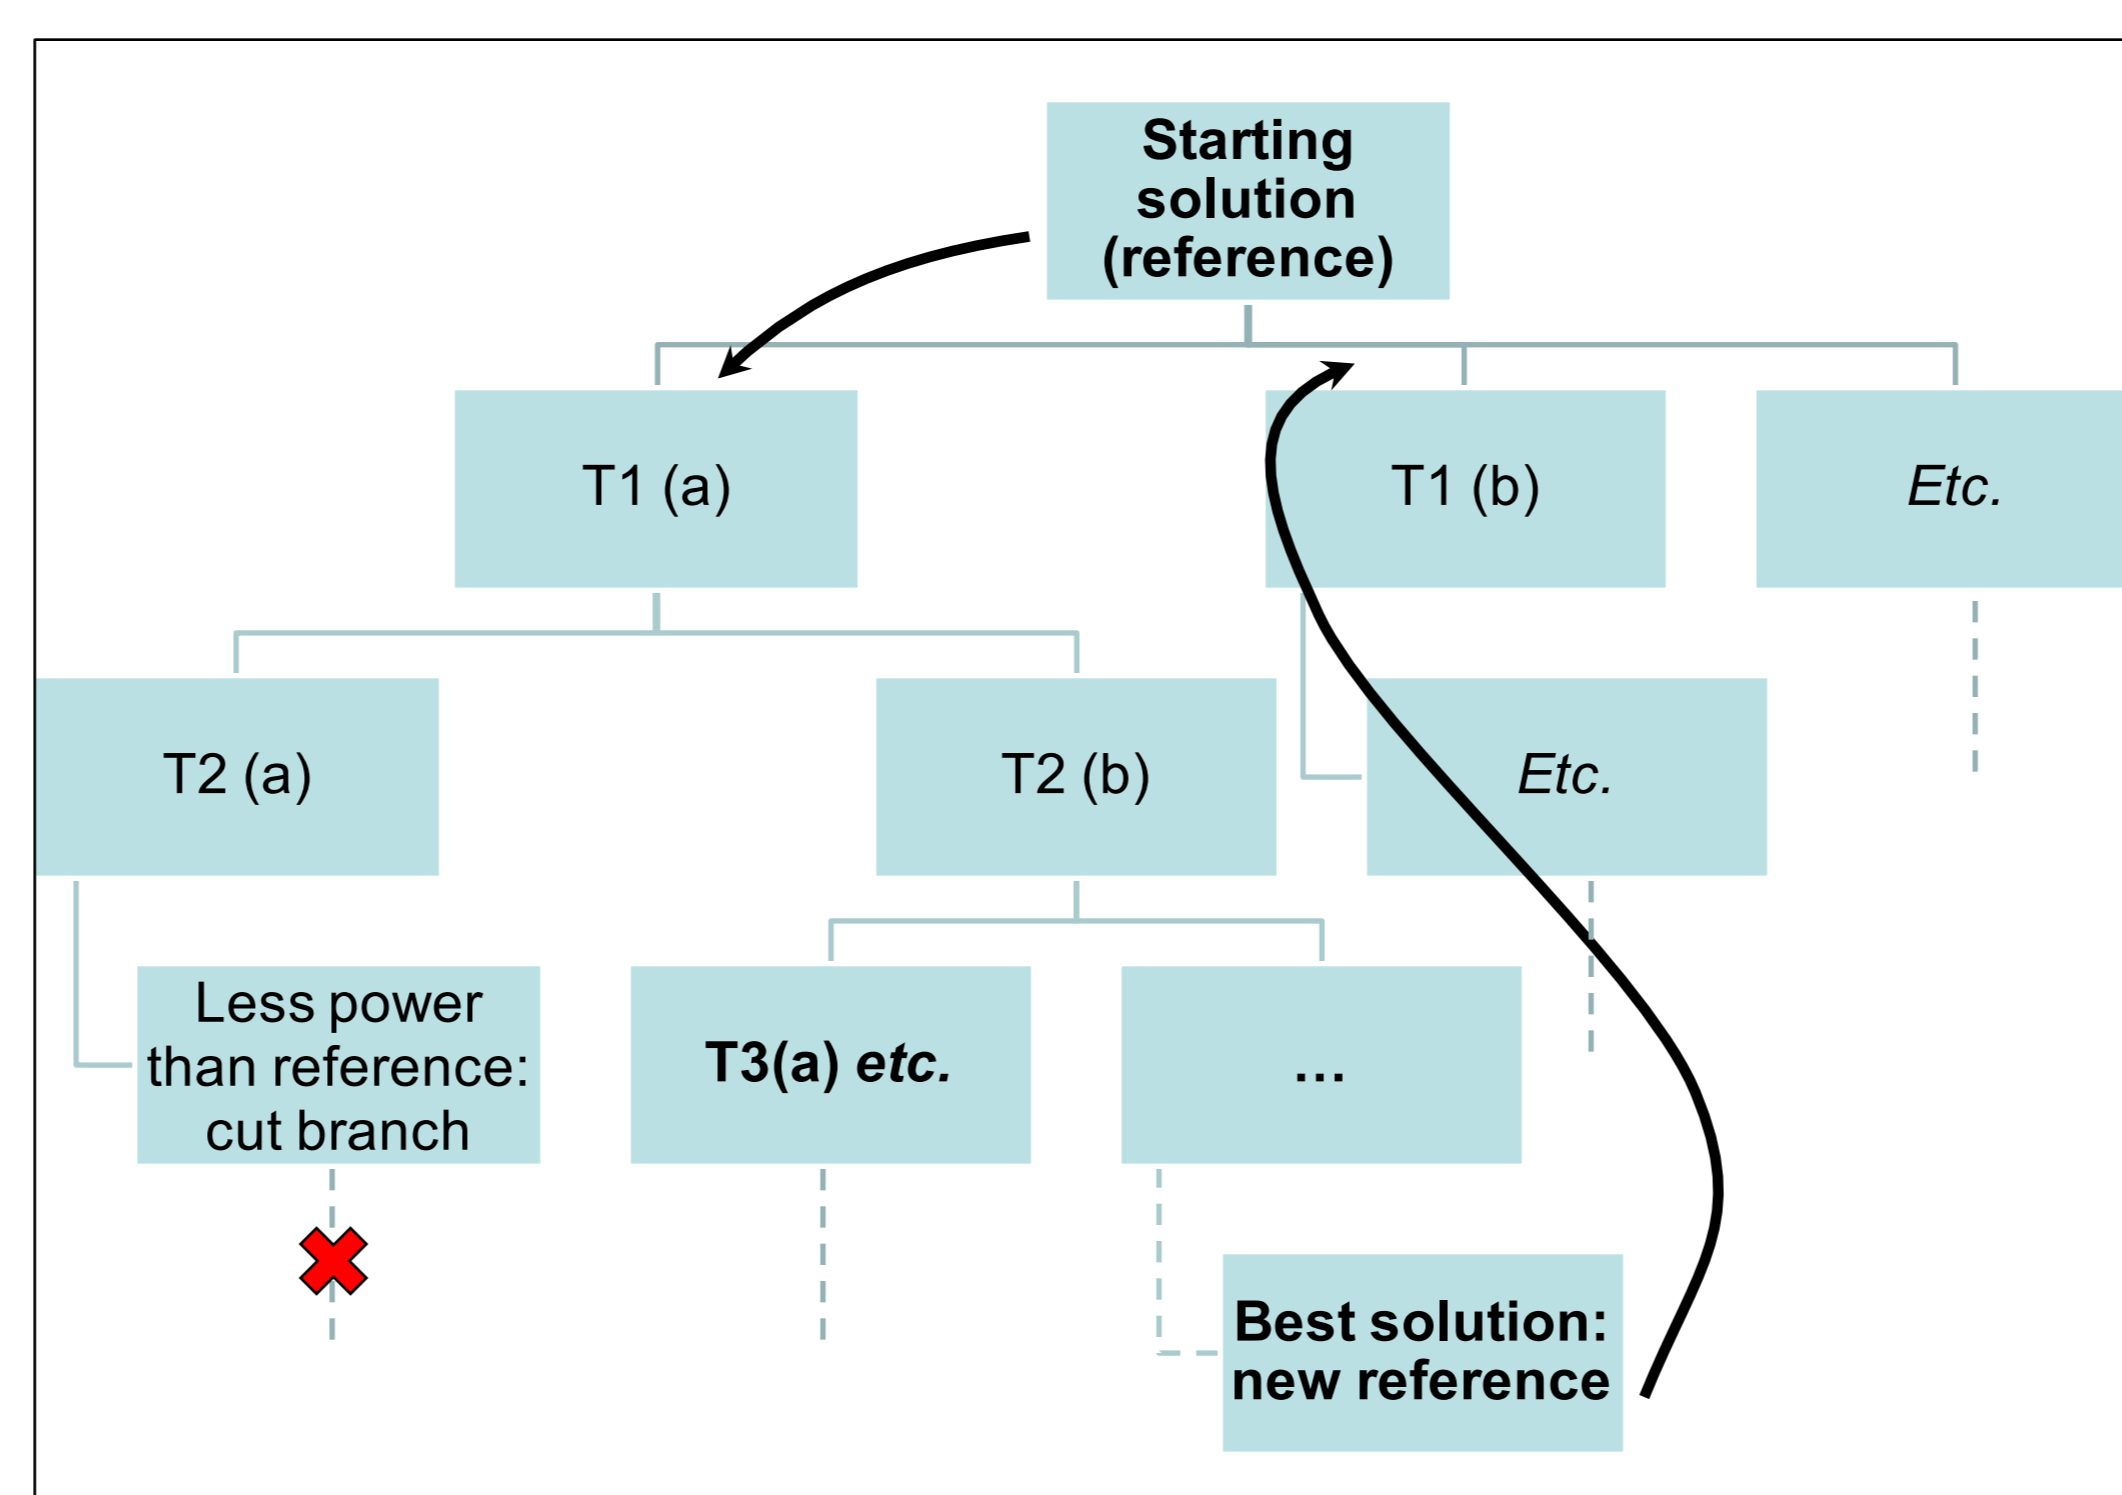 Starting
solution
(reference)
T1 (a)
T1 (b)
Etc.
T2 (a)
T2 (b)
Etc.
Less power
than reference:
cut branch
T3(a) etc.
...
Best solution:
new reference